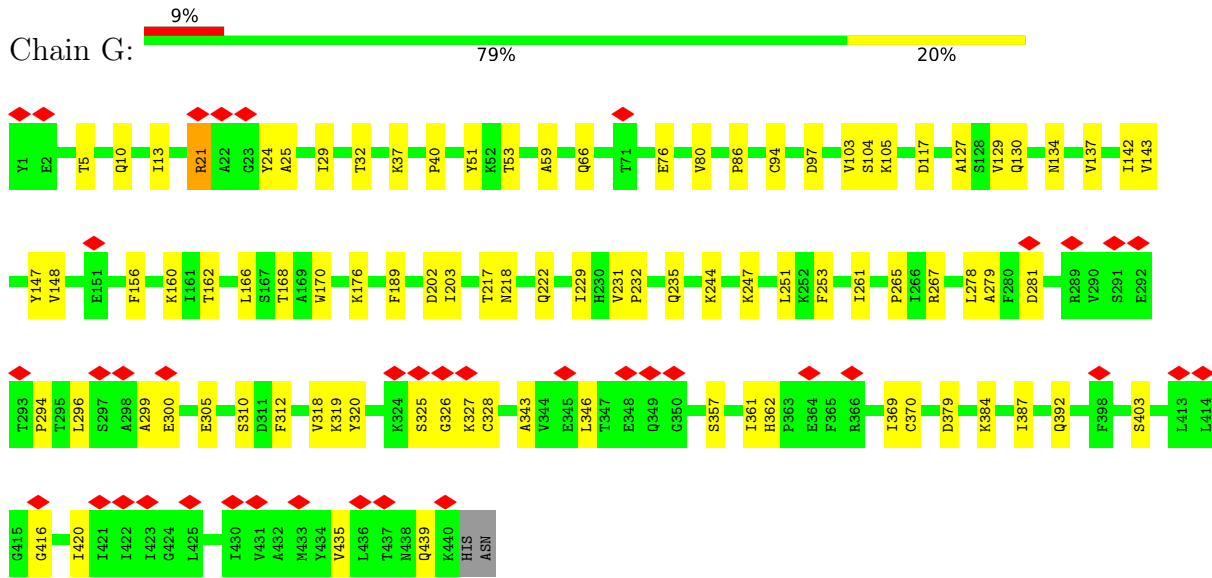 9%
Chain G:
79% 20%
Y1 E2 T5 Q10 I13 R21 A22 G23 Y24 A25 I29 T32 K37 P40 Y51 K52 T53 A59 Q66 T71 E76 V80 P86 C94 D97 V103 S104 K105 D117 A127 S128 V129 Q130 N134 V137 I142 V143
Y147 V148 E151 F156 K160 I161 T162 L166 S167 T168 A169 W170 K176 F189 D202 I203 T217 N218 Q222 I229 H230 V231 P232 Q235 K244 K247 L251 K252 F253 I261 P265 I266 R267 L278 A279 F280 D281 R289 V290 S291 E292
T293 P294 T295 L296 S297 A298 A299 E300 E305 S310 D311 F312 V318 K319 Y320 K324 S325 G326 K327 C328 A343 V344 E345 L346 T347 E348 Q349 G350 S357 I361 H362 P363 E364 F365 R366 I369 C370 D379 K384 I387 Q392 F398 S403 L413 L414
G415 G416 I420 I421 I422 I423 G424 L425 I430 V431 A432 M433 Y434 V435 L436 T437 N438 Q439 K440 HIS ASN